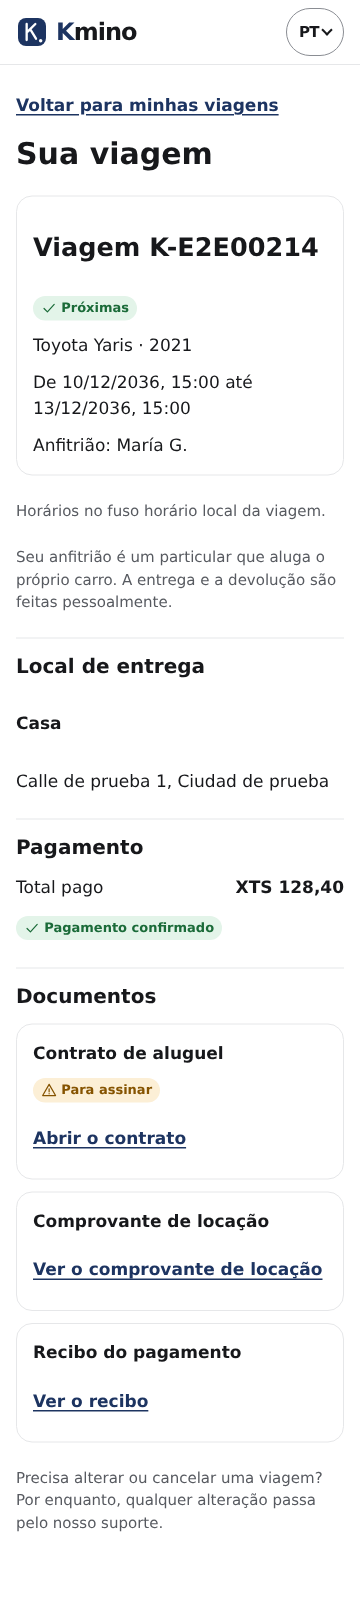 K. Kmino
PT
Voltar para minhas viagens
Sua viagem
Viagem K-E2E00214
Próximas
Toyota Yaris · 2021
De 10/12/2036, 15:00 até
13/12/2036, 15:00
Anfitrião: María G.
Horários no fuso horário local da viagem.
Seu anfitrião é um particular que aluga o
próprio carro. A entrega e a devolução são
feitas pessoalmente.
Local de entrega
Casa
Calle de prueba 1, Ciudad de prueba
Pagamento
Total pago XTS 128,40
Pagamento confirmado
Documentos
Contrato de aluguel
Para assinar
Abrir o contrato
Comprovante de locação
Ver o comprovante de locação
Recibo do pagamento
Ver o recibo
Precisa alterar ou cancelar uma viagem?
Por enquanto, qualquer alteração passa
pelo nosso suporte.